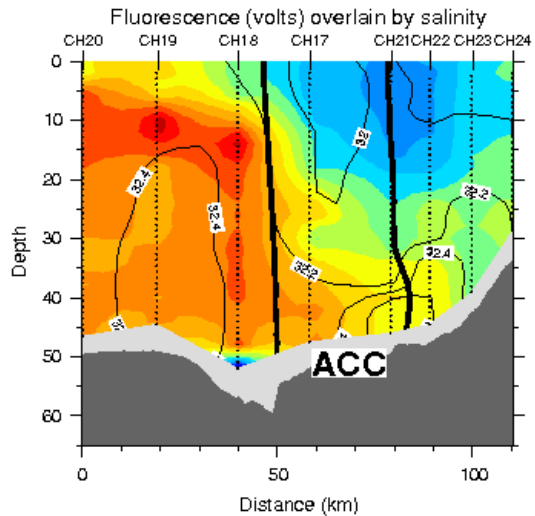 Fluorescence (volts) overlain by salinity
CH20 CH19 CH18 CH17 CH21 CH22 CH23 CH24
0
10
20
30
40
50
60
Depth
32.4
32.4
32.2
32
32.4
32.2
ACC
0 50 100
Distance (km)